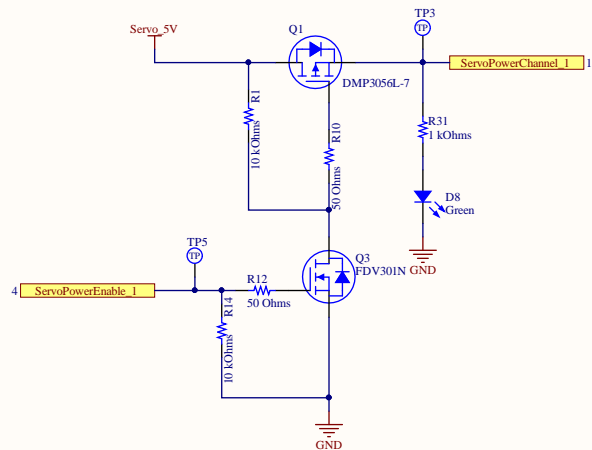 Servo_5V
Q1
TP3
TP
ServoPowerChannel_1
1
DMP3056L-7
R1
10 kOhms
R10
50 Ohms
R31
1 kOhms
D8
Green
GND
TP5
TP
Q3
FDV301N
4
ServoPowerEnable_1
R12
50 Ohms
R14
10 kOhms
GND